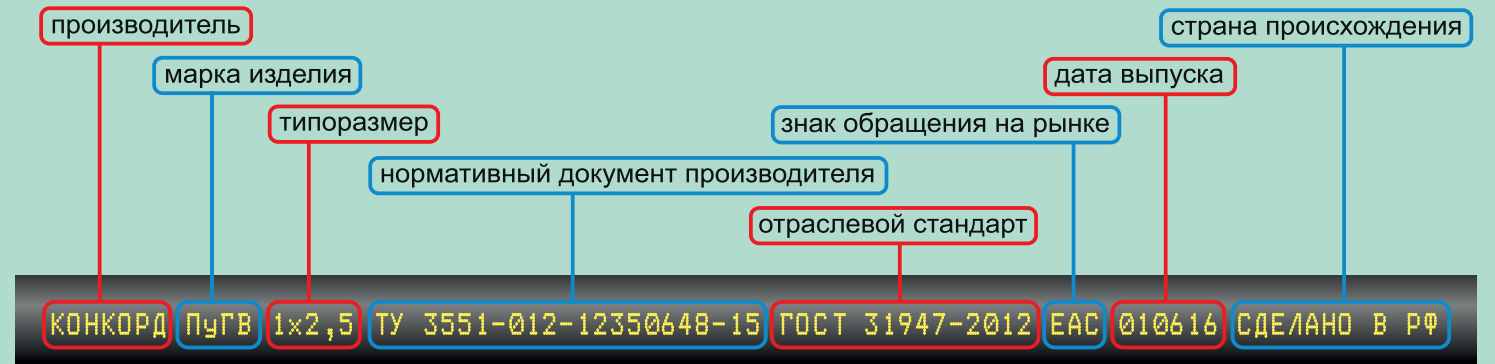 производитель
страна происхождения
марка изделия
дата выпуска
типоразмер
знак обращения на рынке
нормативный документ производителя
отраслевой стандарт
КОНКОРД ПуГВ 1x2,5 ТУ 3551-012-12350648-15 ГОСТ 31947-2012 ЕАС 010616 СДЕЛАНО В РФ